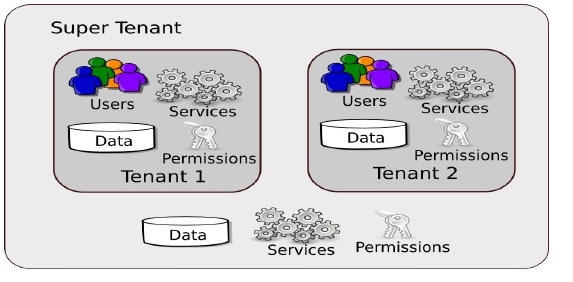 Super Tenant
Users
Services
Data
Permissions
Tenant 1
Users
Services
Data
Permissions
Tenant 2
Data
Services
Permissions